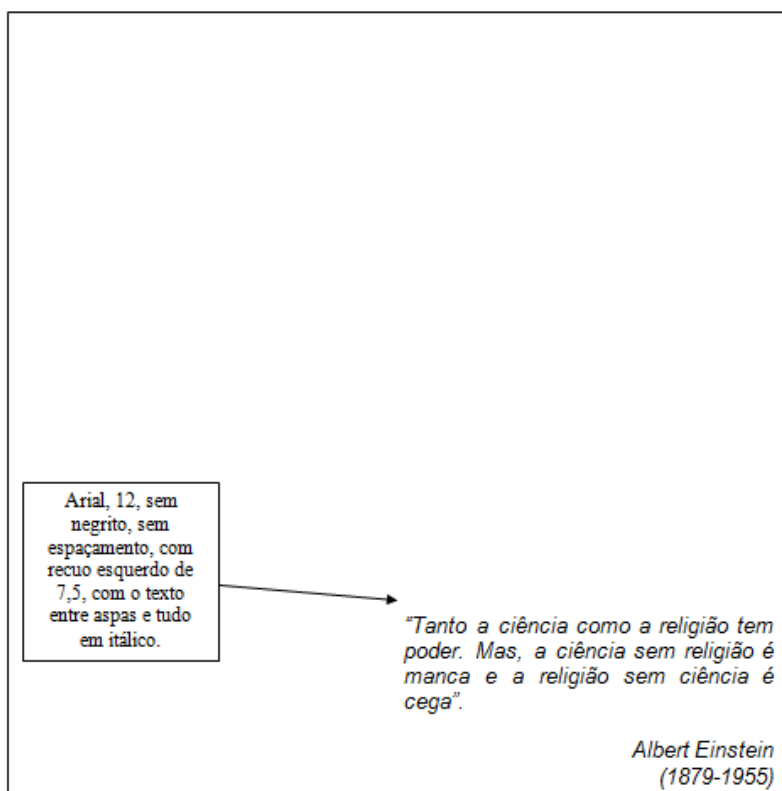 Arial, 12, sem
negrito, sem
espaçamento, com
recuo esquerdo de
7,5, com o texto
entre aspas e tudo
em itálico.
“Tanto a ciência como a religião tem
poder. Mas, a ciência sem religião é
manca e a religião sem ciência é
cega”.
Albert Einstein
(1879-1955)